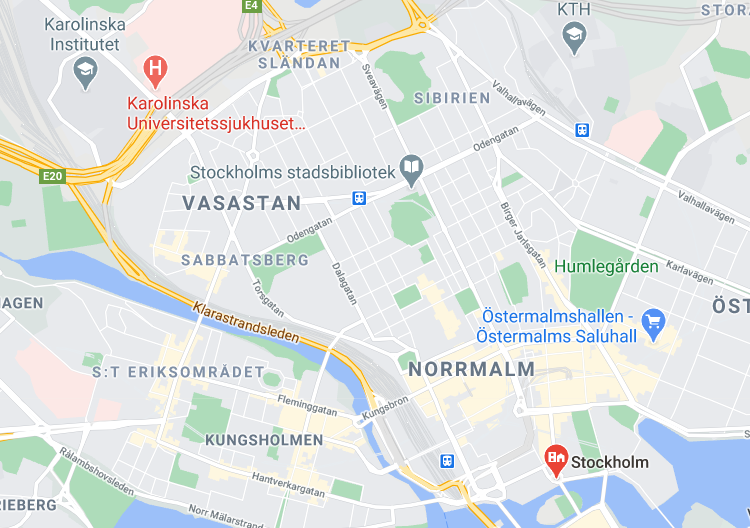 E4
KTH
STORA
Karolinska
Institutet
KVARTERET
SLÄNDAN
Sveavägen
Valhallavägen
SIBIRIEN
H
Karolinska
Universitetssjukhuset...
Odengatan
Stockholms stadsbibliotek
E20
VASASTAN
Valhallavägen
Odengatan
Birger Jarlsgatan
SABBATSBERG
Dalagatan
Humlegården
Karlavägen
Torsgatan
HAGEN
Klarastrandsleden
ÖST
Östermalmshallen -
Östermalms Saluhall
S:T ERIKSOMRÅDET
NORRMALM
Fleminggatan
Kungsbron
KUNGSHOLMEN
Rålambshovsleden
Hantverkargatan
Stockholm
RIEBERG
Norr Mälarstrand